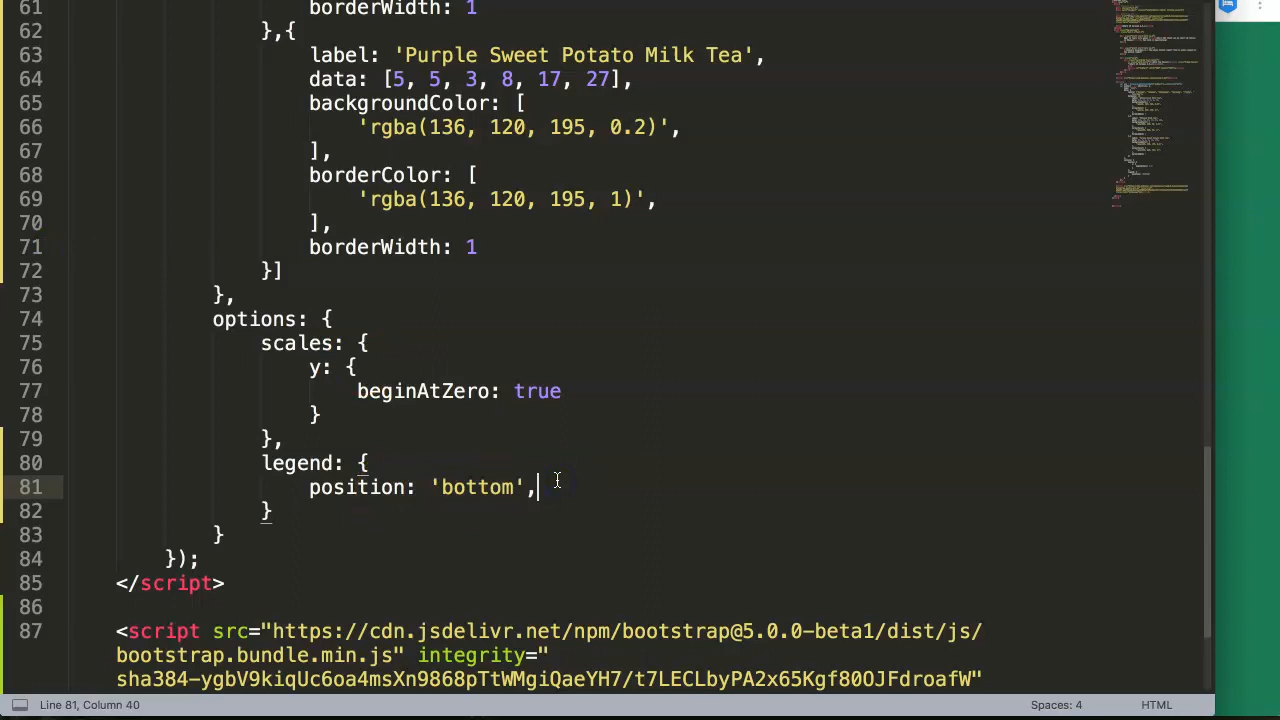 61 borderWidth: 1
62 },{
63 label: 'Purple Sweet Potato Milk Tea',
64 data: [5, 5, 3, 8, 17, 27],
65 backgroundColor: [
66 'rgba(136, 120, 195, 0.2)',
67 ],
68 borderColor: [
69 'rgba(136, 120, 195, 1)',
70 ],
71 borderWidth: 1
72 }]
73 },
74 options: {
75 scales: {
76 y: {
77 beginAtZero: true
78 }
79 },
80 legend: {
81 position: 'bottom',
82 }
83 }
84 });
85 </script>
86
87 <script src="https://cdn.jsdelivr.net/npm/bootstrap@5.0.0-beta1/dist/js/
bootstrap.bundle.min.js" integrity="
sha384-ygbV9kiqUc6oa4msXn9868pTtWMgiQaeYH7/t7LECLbyPA2x65Kgf80OJFdroafW"
Line 81, Column 40 Spaces: 4 HTML